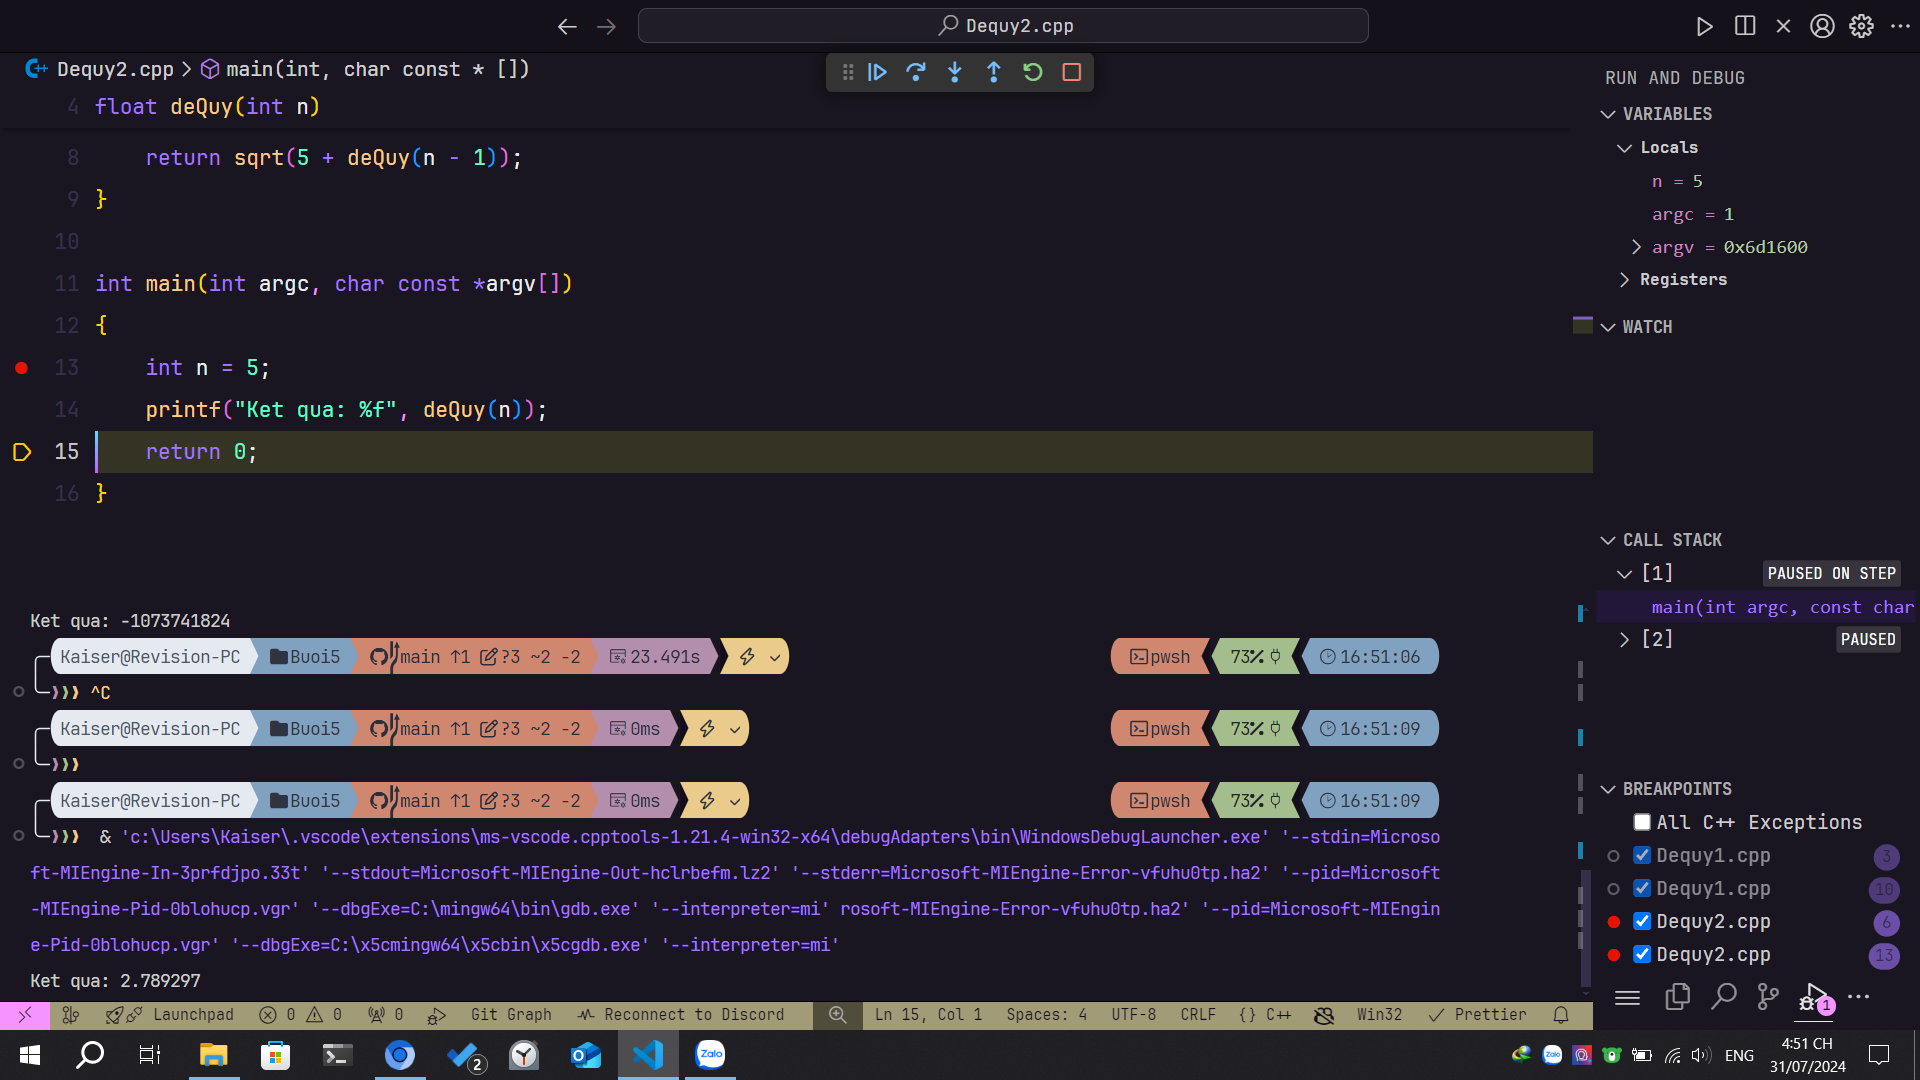 Dequy2.cpp
Dequy2.cpp > main(int, char const * [])
4 float deQuy(int n)
8 return sqrt(5 + deQuy(n - 1));
9 }
10
11 int main(int argc, char const *argv[])
12 {
13 int n = 5;
14 printf("Ket qua: %f", deQuy(n));
15 return 0;
16 }
Ket qua: -1073741824
Kaiser@Revision-PC Buoi5 main ↑1 ?3 ~2 -2 23.491s pwsh 73% 16:51:06
❯❯❯ ^C
Kaiser@Revision-PC Buoi5 main ↑1 ?3 ~2 -2 0ms pwsh 73% 16:51:09
❯❯❯
Kaiser@Revision-PC Buoi5 main ↑1 ?3 ~2 -2 0ms pwsh 73% 16:51:09
❯❯❯ & 'c:\Users\Kaiser\.vscode\extensions\ms-vscode.cpptools-1.21.4-win32-x64\debugAdapters\bin\WindowsDebugLauncher.exe' '--stdin=Microso
ft-MIEngine-In-3prfdjpo.33t' '--stdout=Microsoft-MIEngine-Out-hclrbefm.lz2' '--stderr=Microsoft-MIEngine-Error-vfuhu0tp.ha2' '--pid=Microsoft
-MIEngine-Pid-0blohucp.vgr' '--dbgExe=C:\mingw64\bin\gdb.exe' '--interpreter=mi' rosoft-MIEngine-Error-vfuhu0tp.ha2' '--pid=Microsoft-MIEngin
e-Pid-0blohucp.vgr' '--dbgExe=C:\x5cmingw64\x5cbin\x5cgdb.exe' '--interpreter=mi'
Ket qua: 2.789297
RUN AND DEBUG
VARIABLES
Locals
n = 5
argc = 1
argv = 0x6d1600
Registers
WATCH
CALL STACK
[1] PAUSED ON STEP
main(int argc, const char
[2] PAUSED
BREAKPOINTS
All C++ Exceptions
Dequy1.cpp 3
Dequy1.cpp 10
Dequy2.cpp 6
Dequy2.cpp 13
1
Launchpad 0 0 0 Git Graph Reconnect to Discord Ln 15, Col 1 Spaces: 4 UTF-8 CRLF {} C++ Win32 Prettier
2 Zalo Zalo ENG
4:51 CH
31/07/2024